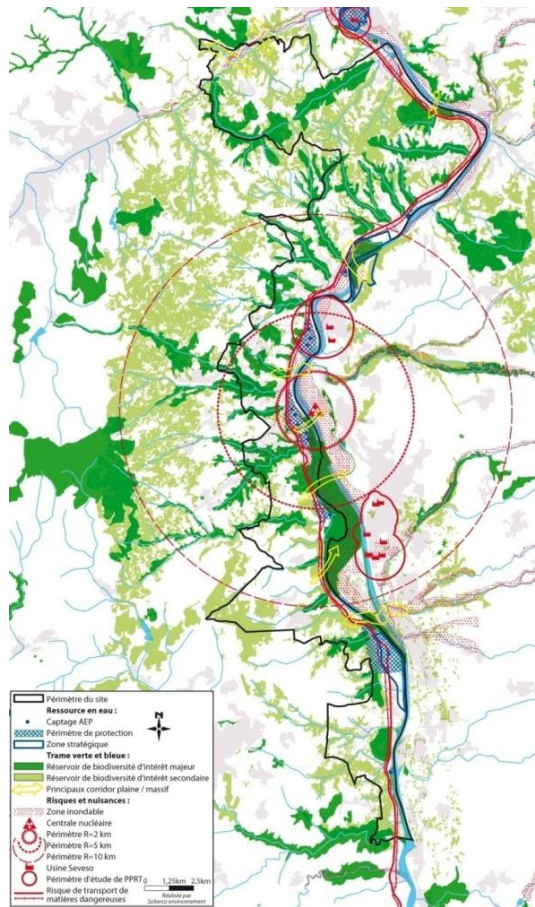 Périmètre du site
Ressource en eau :
Captage AEP
N
Périmètre de protection
Zone stratégique
Trame verte et bleue :
Réservoir de biodiversité d'intérêt majeur
Réservoir de biodiversité d'intérêt secondaire
Principaux corridor plaine / massif
Risques et nuisances :
Zone inondable
Centrale nucléaire
Périmètre R=2 km
Périmètre R=5 km
Périmètre R=10 km
Usine Seveso
Périmètre d'étude de PPRT
0 1,25km 2,5km
Risque de transport de
matières dangereuses
Réalisée par
Sobeco environnement